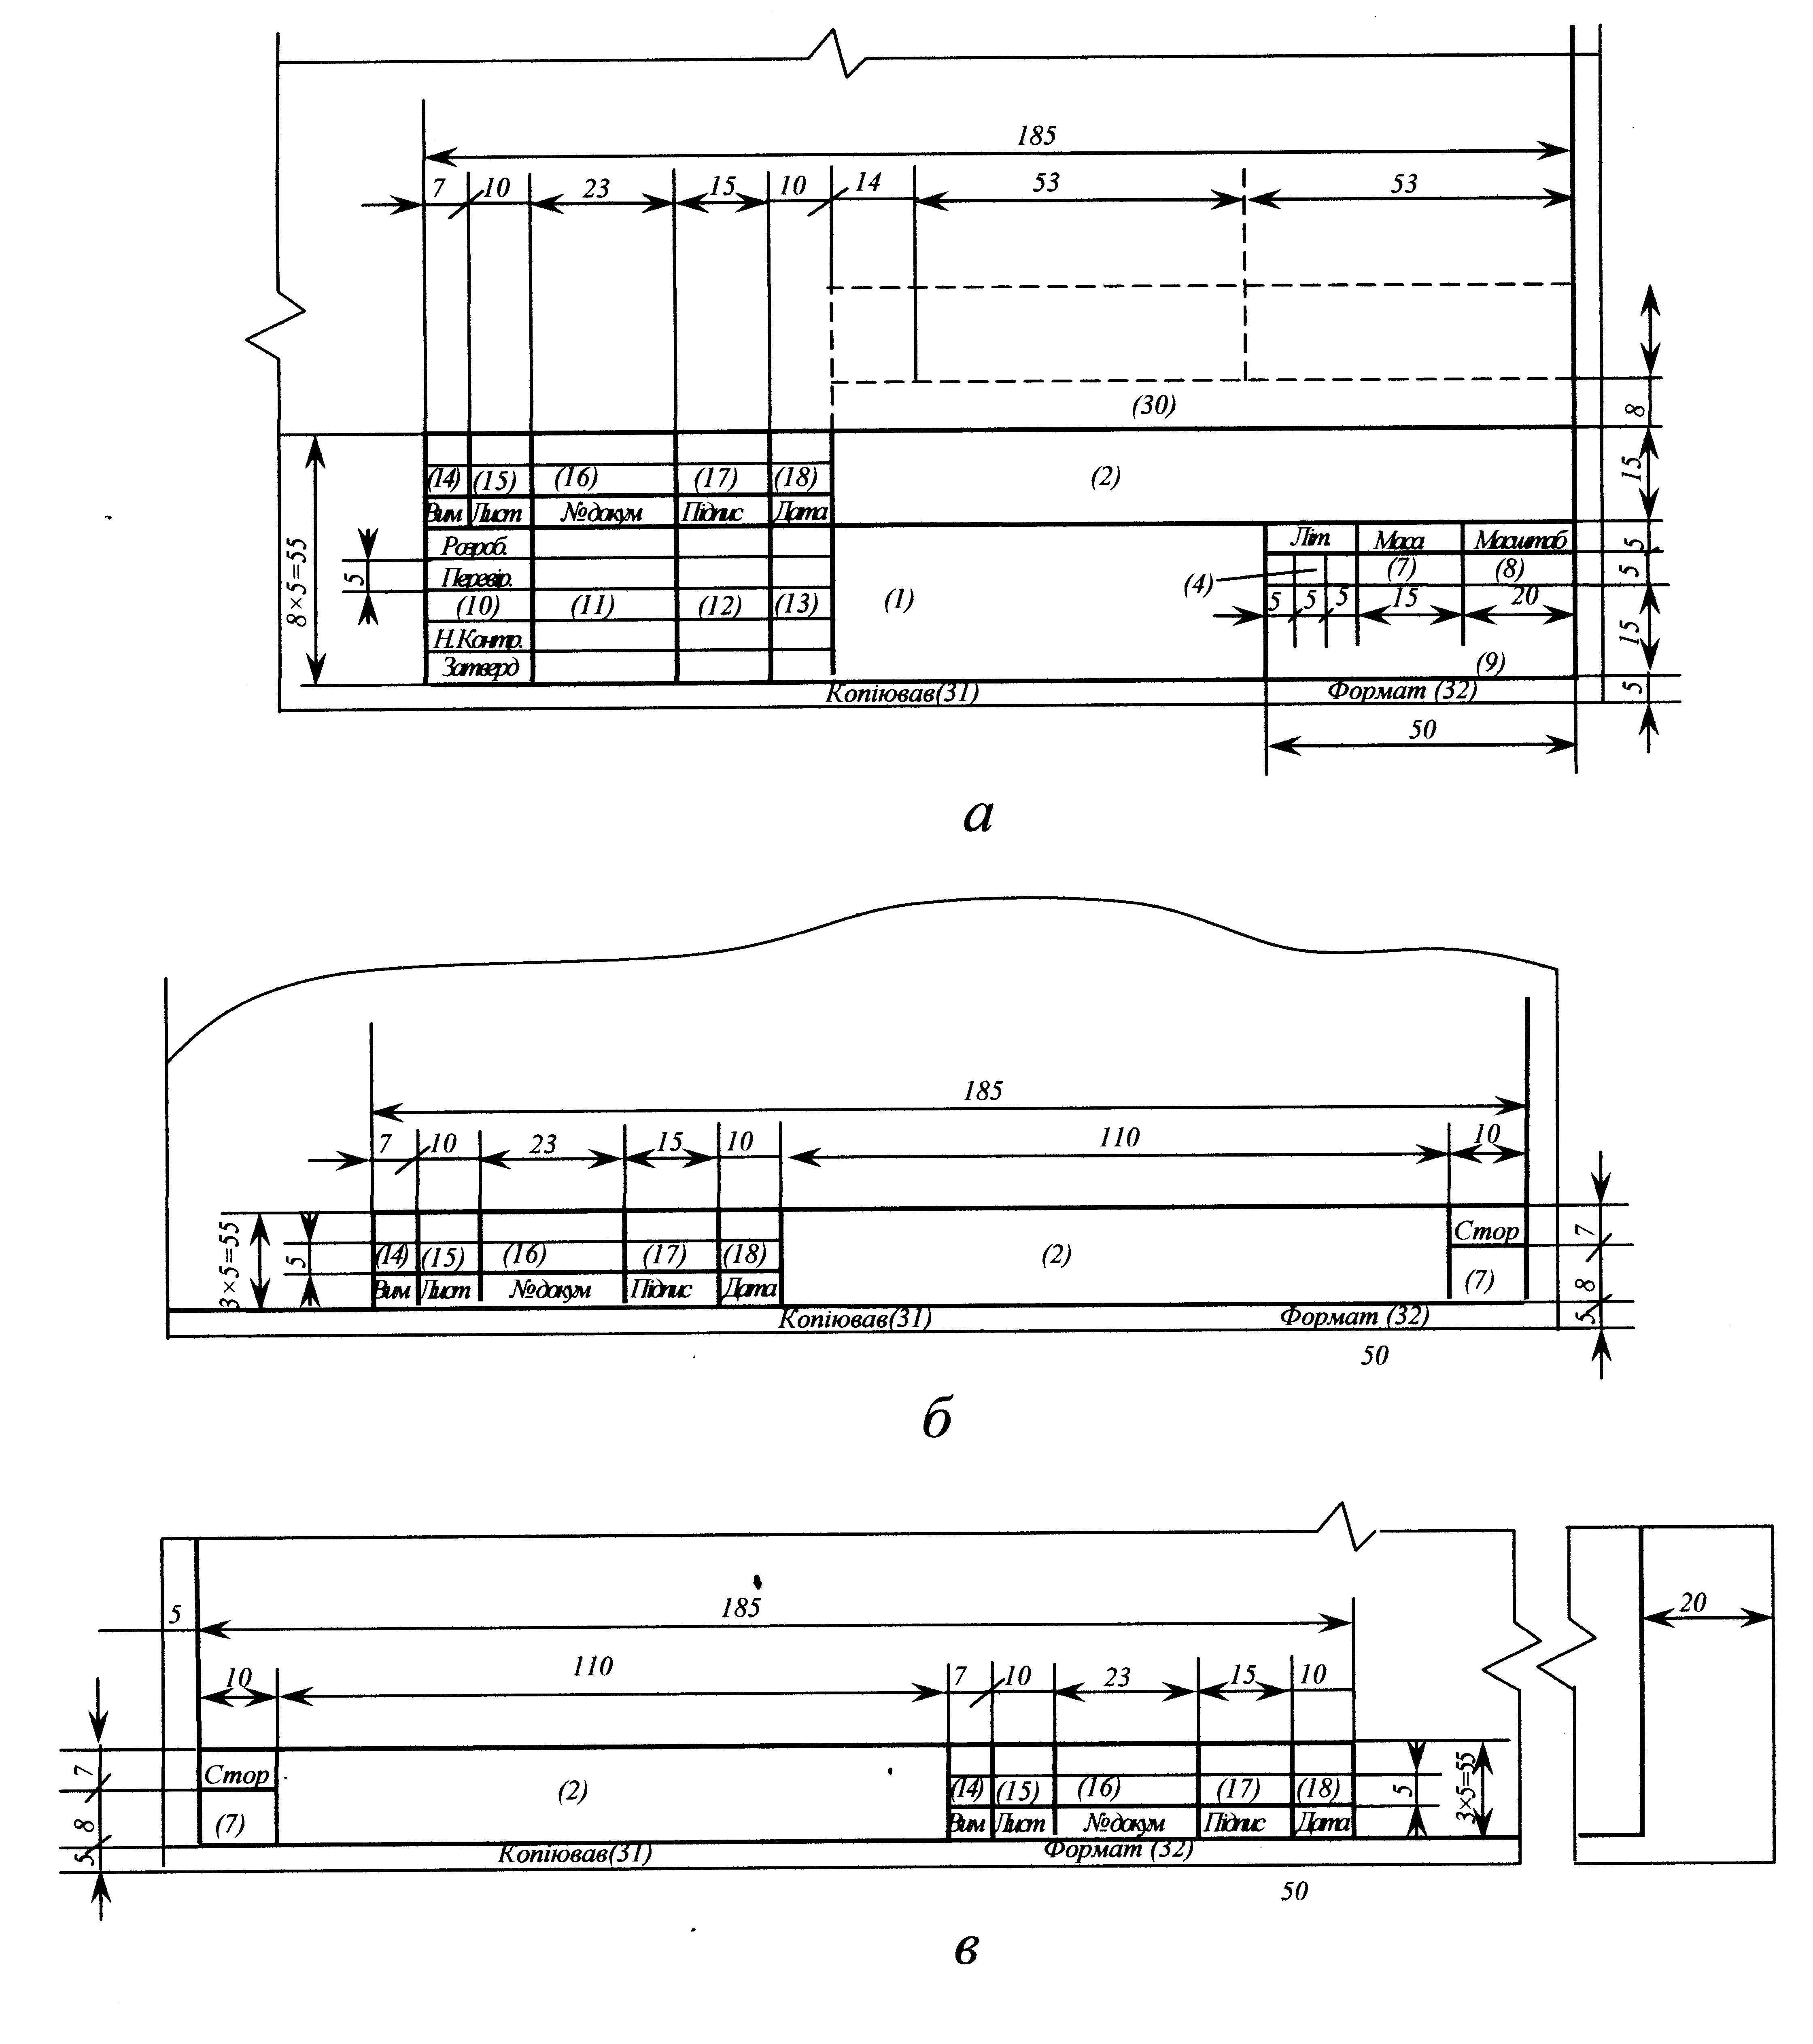 185
7 10 23 15 10 14 53 53
(30)
8
(14) (15) (16) (17) (18) (2)
15
Вим Лист №докум Підпис Дата
Розроб. Літ. Маса Масштаб
5
8×5=55
5
Перевір. (4) (7) (8)
5
(10) (11) (12) (13) (1) 5 5 5 15 20
15
Н.Контр.
Затверд (9)
Копіював(31) Формат (32)
5
50
а
185
7 10 23 15 10 110 10
3×5=55
5
Стор
7
(14) (15) (16) (17) (18) (2)
Вим Лист №докум Підпис Дата (7)
8
Копіював(31) Формат (32)
5
50
б
5 185 20
10 110 7 10 23 15 10
7
Стор
(2) (14) (15) (16) (17) (18)
5
3×5=55
8
(7) Вим Лист №докум Підпис Дата
5
Копіював(31) Формат (32)
50
в